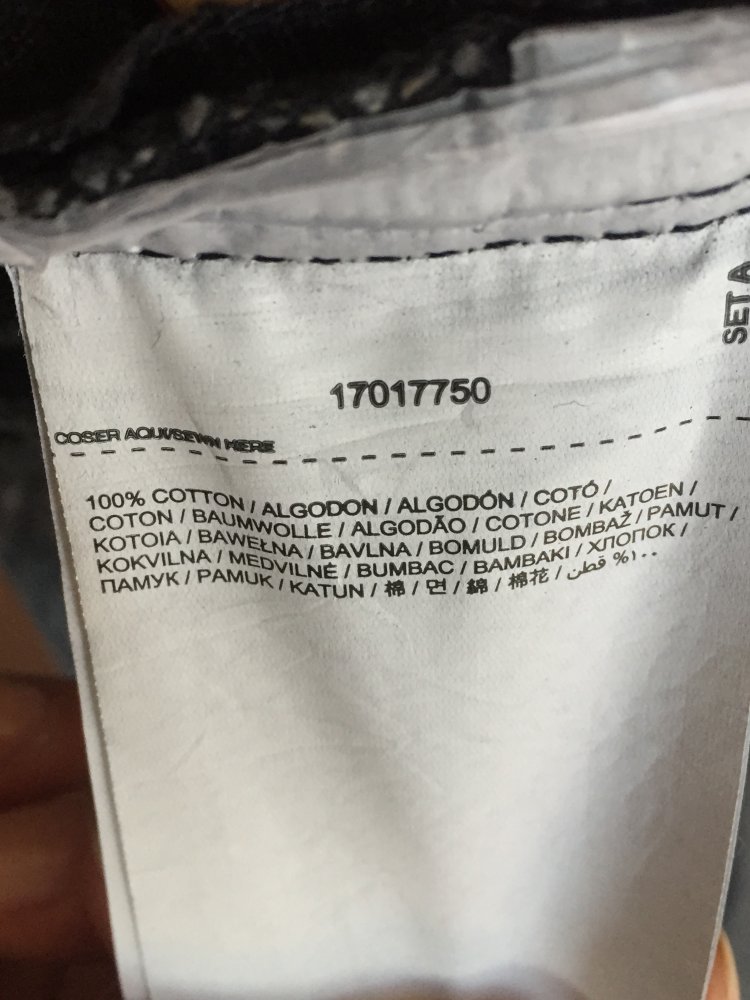 SET A
17017750
COSER AQUI/SEWN HERE
100% COTTON / ALGODON / ALGODÓN / COTÓ /
COTON / BAUMWOLLE / ALGODÃO / COTONE / KATOEN /
KOTOIA / BAWEŁNA / BAVLNA / BOMULD / BOMBAŽ / PAMUT /
KOKVILNA / MEDVILNĖ / BUMBAC / BAMBAKI / ХЛОПОК /
ПАМУК / PAMUK / KATUN / 棉 / 면 / 綿 / 棉花 / قطن %١٠٠